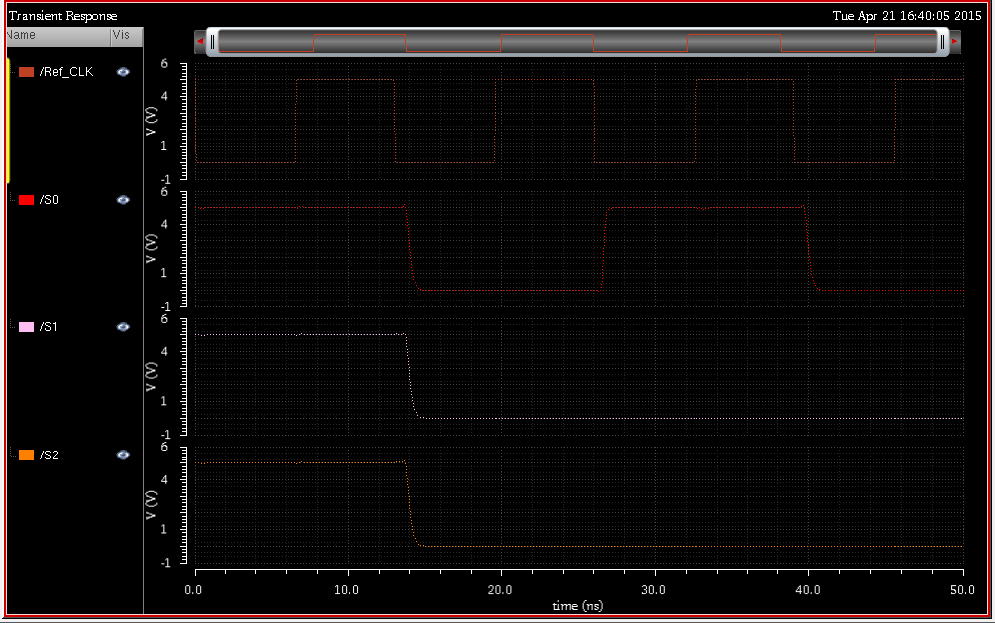 Transient Response
Tue Apr 21 16:40:05 2015
Name Vis
/Ref_CLK
6
4
1
-1
V (V)
/S0
6
4
1
-1
V (V)
/S1
6
4
1
-1
V (V)
/S2
6
4
1
-1
V (V)
0.0 10.0 20.0 30.0 40.0 50.0
time (ns)